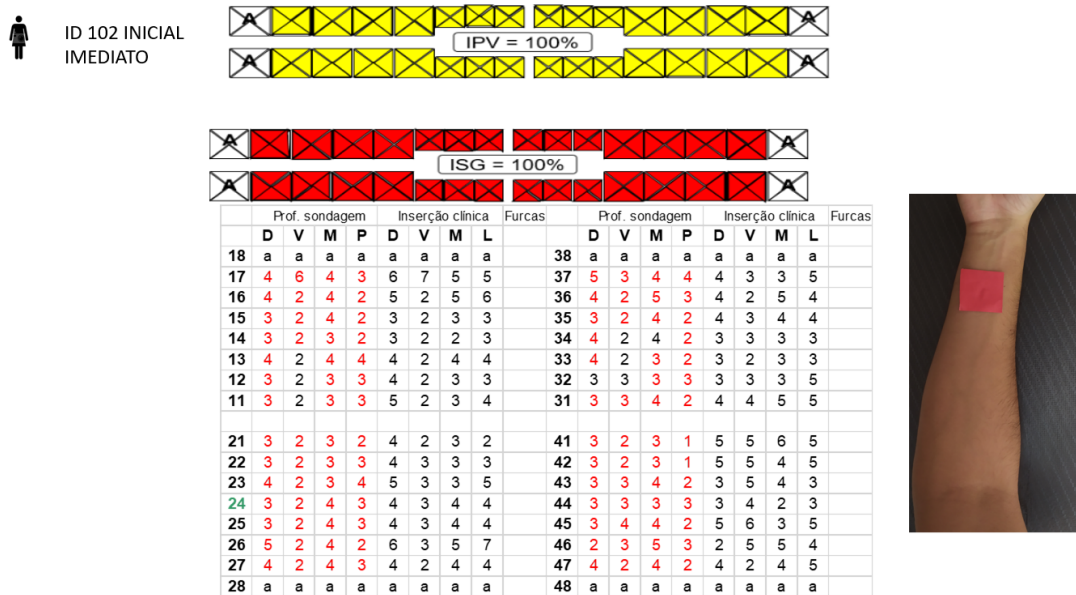 ID 102 INICIAL
IMEDIATO
A A
IPV = 100%
A A
A A
ISG = 100%
A A
Prof. sondagem Inserção clínica Furcas Prof. sondagem Inserção clínica Furcas
D V M P D V M L D V M P D V M L
18 a a a a a a a a 38 a a a a a a a a
17 4 6 4 3 6 7 5 5 37 5 3 4 4 4 3 3 5
16 4 2 4 2 5 2 5 6 36 4 2 5 3 4 2 5 4
15 3 2 4 2 3 2 3 3 35 3 2 4 2 4 3 4 4
14 3 2 3 2 3 2 2 3 34 4 2 4 2 3 3 3 3
13 4 2 4 4 4 2 4 4 33 4 2 3 2 3 2 3 3
12 3 2 3 3 4 2 3 3 32 3 3 3 3 3 3 3 5
11 3 2 3 3 5 2 3 4 31 3 3 4 2 4 4 5 5
21 3 2 3 2 4 2 3 2 41 3 2 3 1 5 5 6 5
22 3 2 3 3 4 3 3 3 42 3 2 3 1 5 5 4 5
23 4 2 3 4 5 3 3 5 43 3 3 4 2 3 5 4 3
24 3 2 4 3 4 3 4 4 44 3 3 3 3 3 4 2 3
25 3 2 4 3 4 3 4 4 45 3 4 4 2 5 6 3 5
26 5 2 4 2 6 3 5 7 46 2 3 5 3 2 5 5 4
27 4 2 4 3 4 2 4 4 47 4 2 4 2 4 2 4 5
28 a a a a a a a a 48 a a a a a a a a